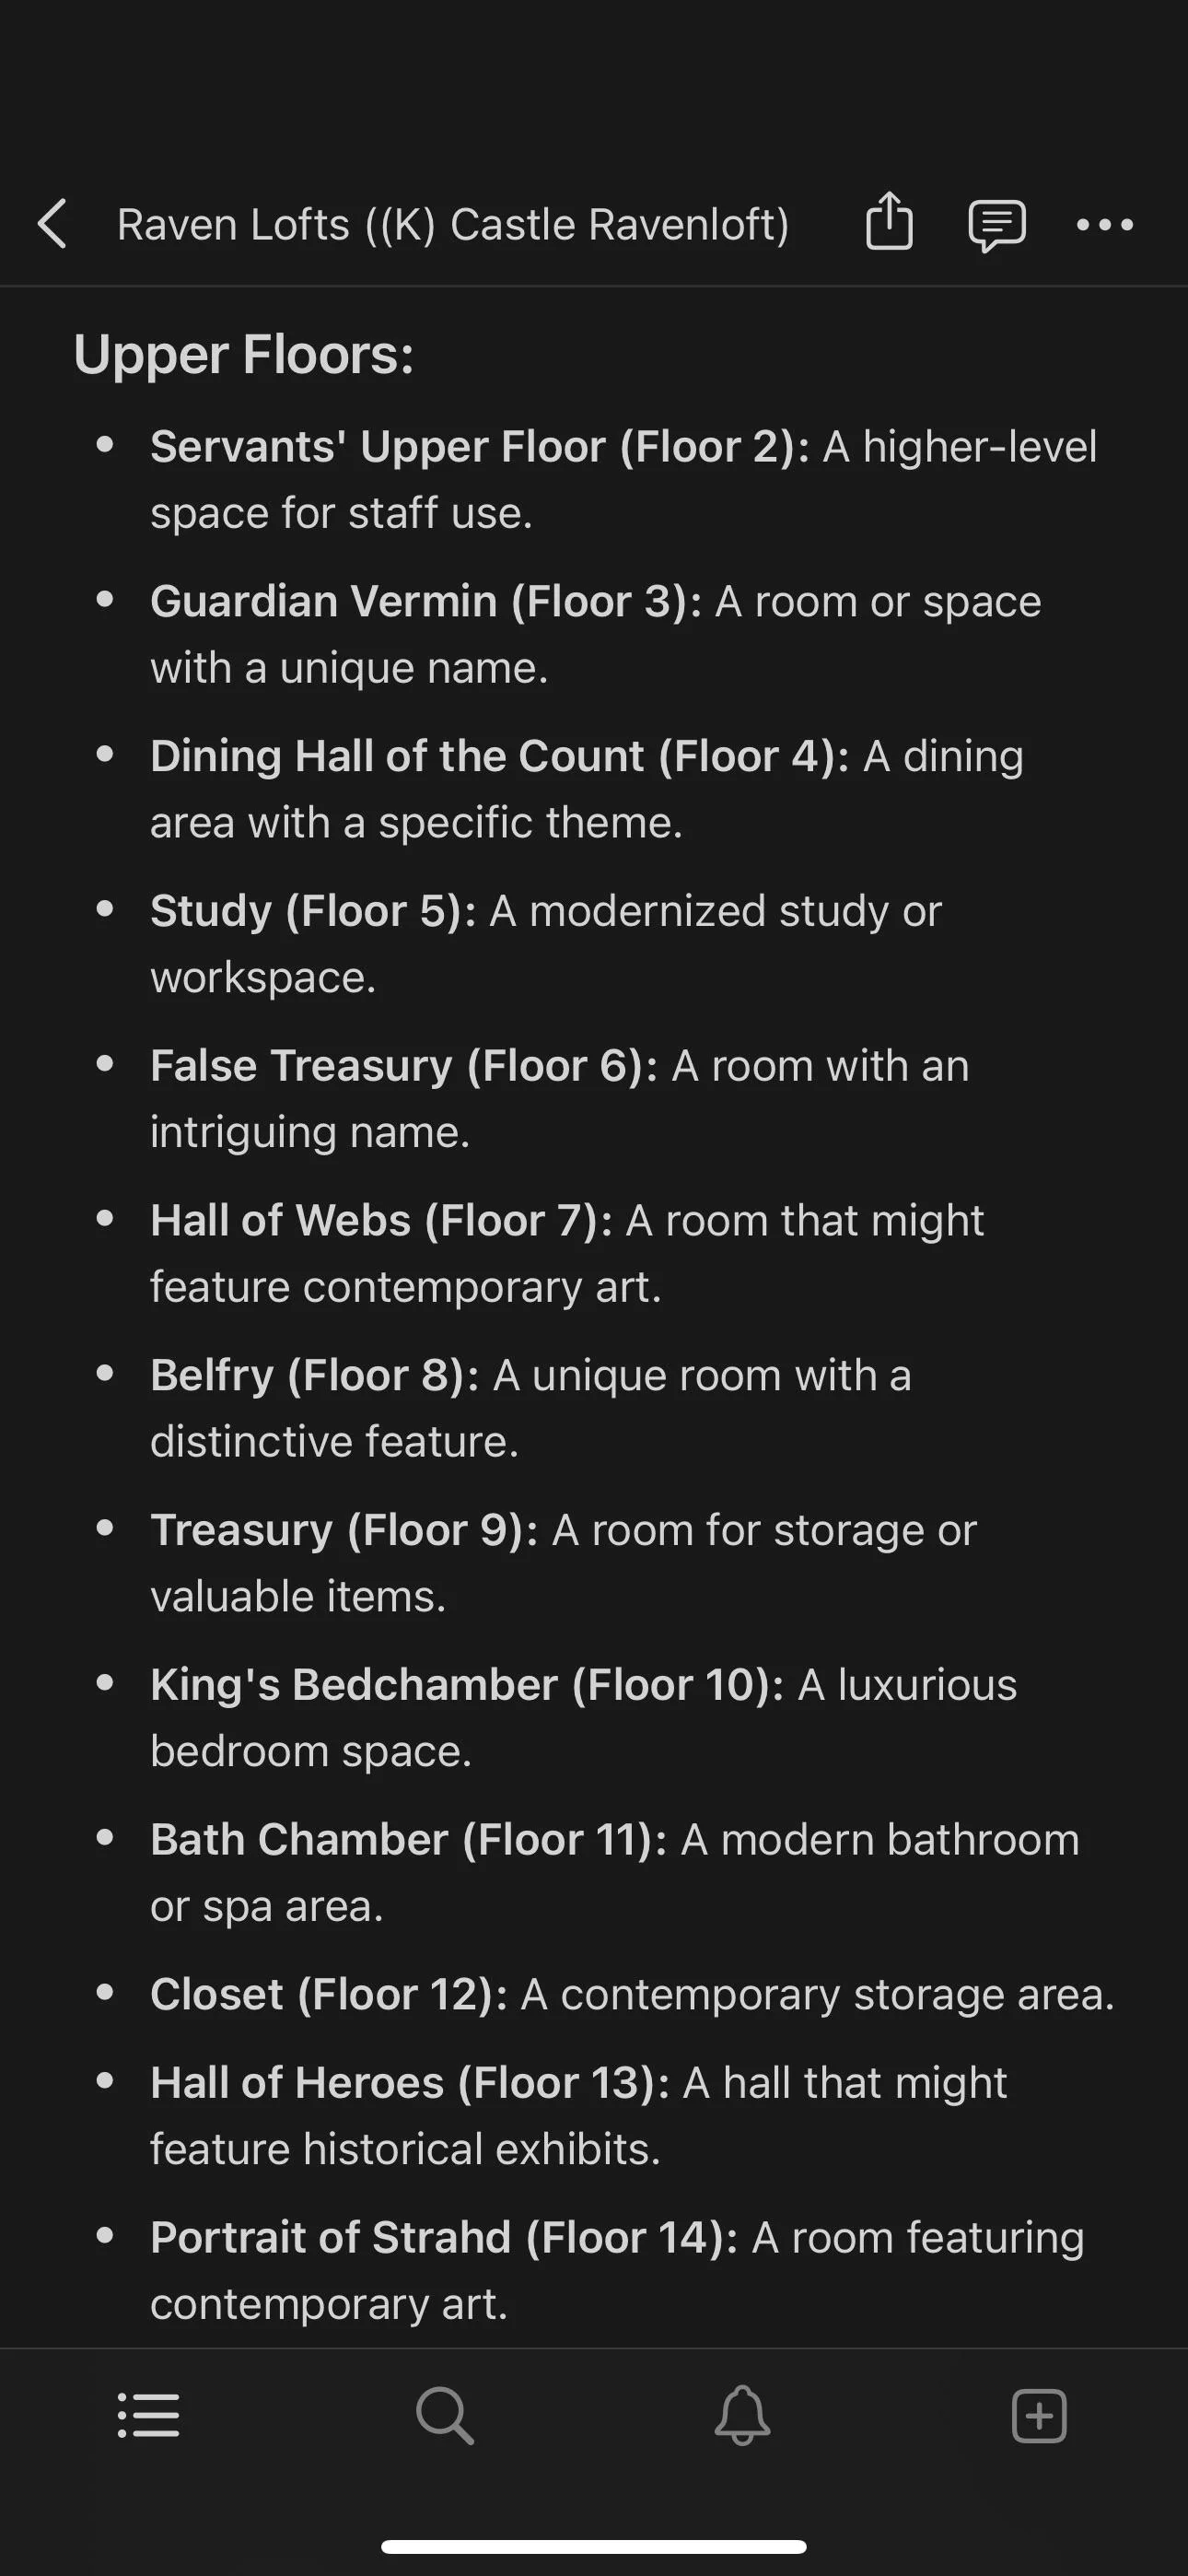 Raven Lofts ((K) Castle Ravenloft)
Upper Floors:
• Servants' Upper Floor (Floor 2): A higher-level
space for staff use.
• Guardian Vermin (Floor 3): A room or space
with a unique name.
• Dining Hall of the Count (Floor 4): A dining
area with a specific theme.
• Study (Floor 5): A modernized study or
workspace.
• False Treasury (Floor 6): A room with an
intriguing name.
• Hall of Webs (Floor 7): A room that might
feature contemporary art.
• Belfry (Floor 8): A unique room with a
distinctive feature.
• Treasury (Floor 9): A room for storage or
valuable items.
• King's Bedchamber (Floor 10): A luxurious
bedroom space.
• Bath Chamber (Floor 11): A modern bathroom
or spa area.
• Closet (Floor 12): A contemporary storage area.
• Hall of Heroes (Floor 13): A hall that might
feature historical exhibits.
• Portrait of Strahd (Floor 14): A room featuring
contemporary art.